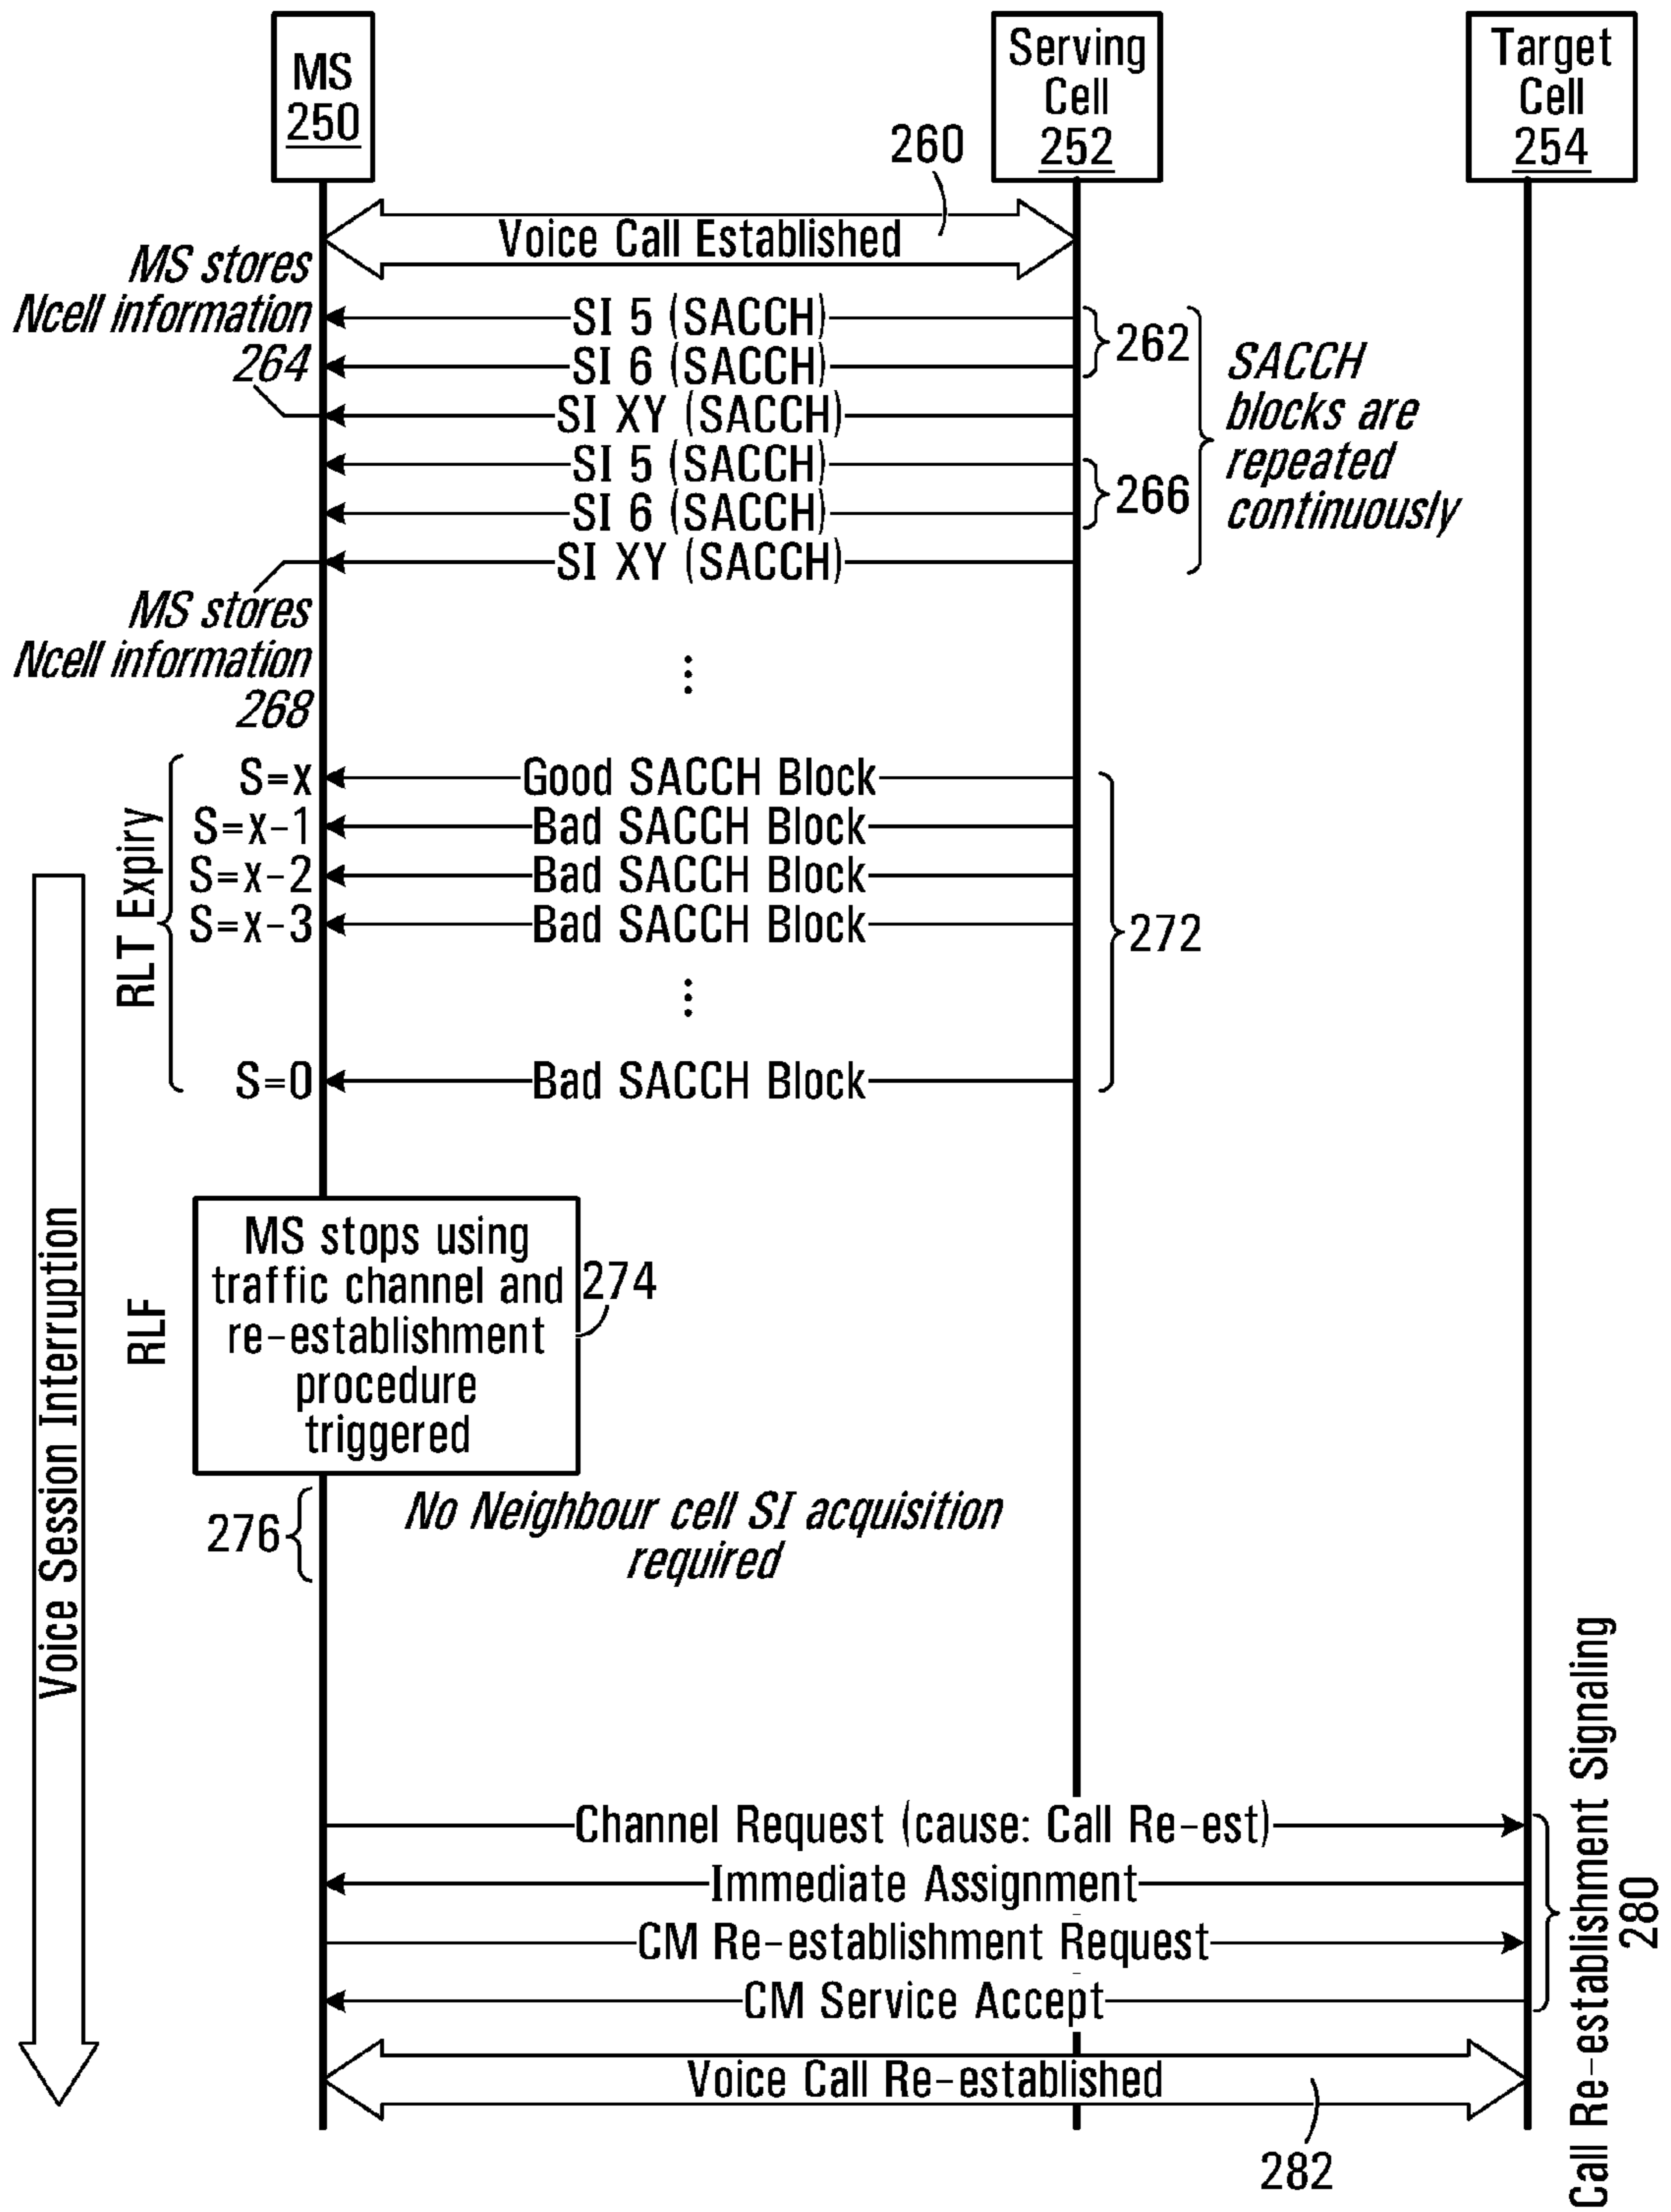 MS
250
Serving
Cell
252
Target
Cell
254
260
Voice Call Established
MS stores
Ncell information
264
SI 5 (SACCH)
SI 6 (SACCH)
SI XY (SACCH)
SI 5 (SACCH)
SI 6 (SACCH)
SI XY (SACCH)
262
266
SACCH
blocks are
repeated
continuously
MS stores
Ncell information
268
S=x
Good SACCH Block
S=x-1
Bad SACCH Block
S=x-2
Bad SACCH Block
S=x-3
Bad SACCH Block
S=0
Bad SACCH Block
272
RLT Expiry
Voice Session Interruption
RLF
MS stops using
traffic channel and
re-establishment
procedure
triggered
274
276
No Neighbour cell SI acquisition
required
Channel Request (cause: Call Re-est)
Immediate Assignment
CM Re-establishment Request
CM Service Accept
Call Re-establishment Signaling
280
Voice Call Re-established
282